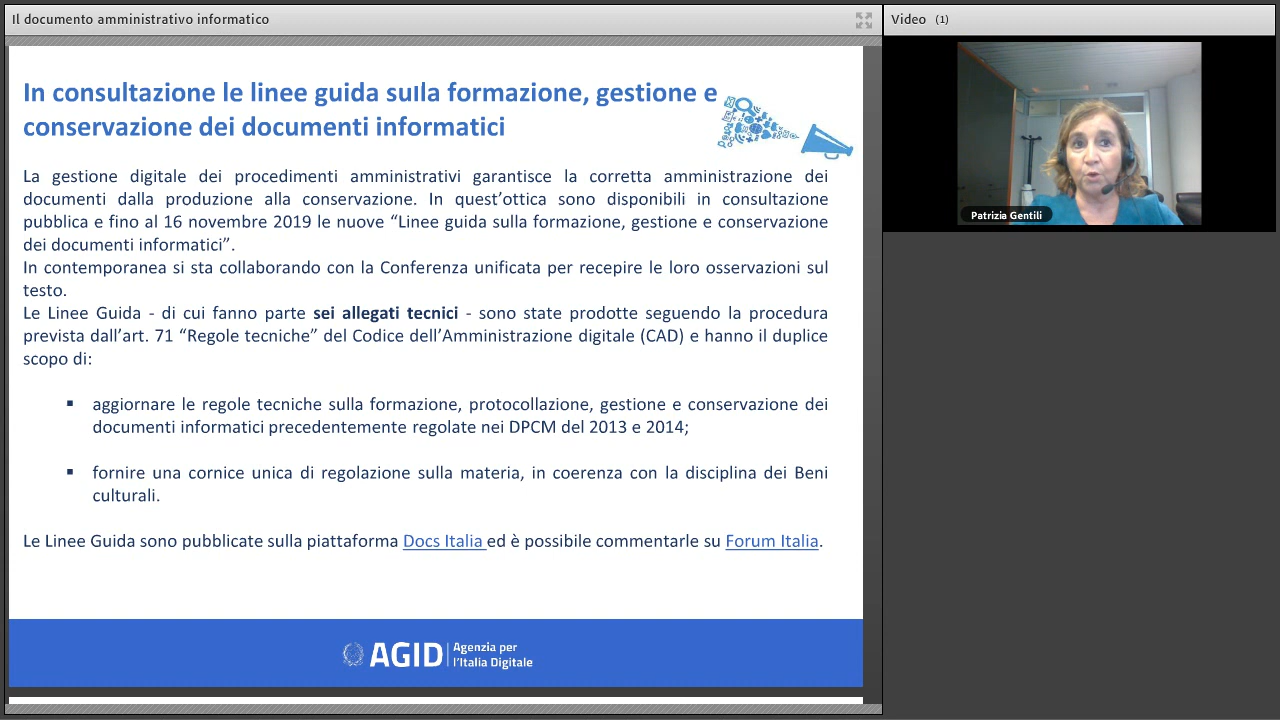 Il documento amministrativo informatico
Video (1)
In consultazione le linee guida sulla formazione, gestione e
conservazione dei documenti informatici
La gestione digitale dei procedimenti amministrativi garantisce la corretta amministrazione dei
documenti dalla produzione alla conservazione. In quest’ottica sono disponibili in consultazione
pubblica e fino al 16 novembre 2019 le nuove “Linee guida sulla formazione, gestione e conservazione
dei documenti informatici”.
In contemporanea si sta collaborando con la Conferenza unificata per recepire le loro osservazioni sul
testo.
Le Linee Guida - di cui fanno parte sei allegati tecnici - sono state prodotte seguendo la procedura
prevista dall’art. 71 “Regole tecniche” del Codice dell’Amministrazione digitale (CAD) e hanno il duplice
scopo di:
▪ aggiornare le regole tecniche sulla formazione, protocollazione, gestione e conservazione dei
documenti informatici precedentemente regolate nei DPCM del 2013 e 2014;
▪ fornire una cornice unica di regolazione sulla materia, in coerenza con la disciplina dei Beni
culturali.
Le Linee Guida sono pubblicate sulla piattaforma Docs Italia ed è possibile commentarle su Forum Italia.
AGID Agenzia per
l’Italia Digitale
Patrizia Gentili